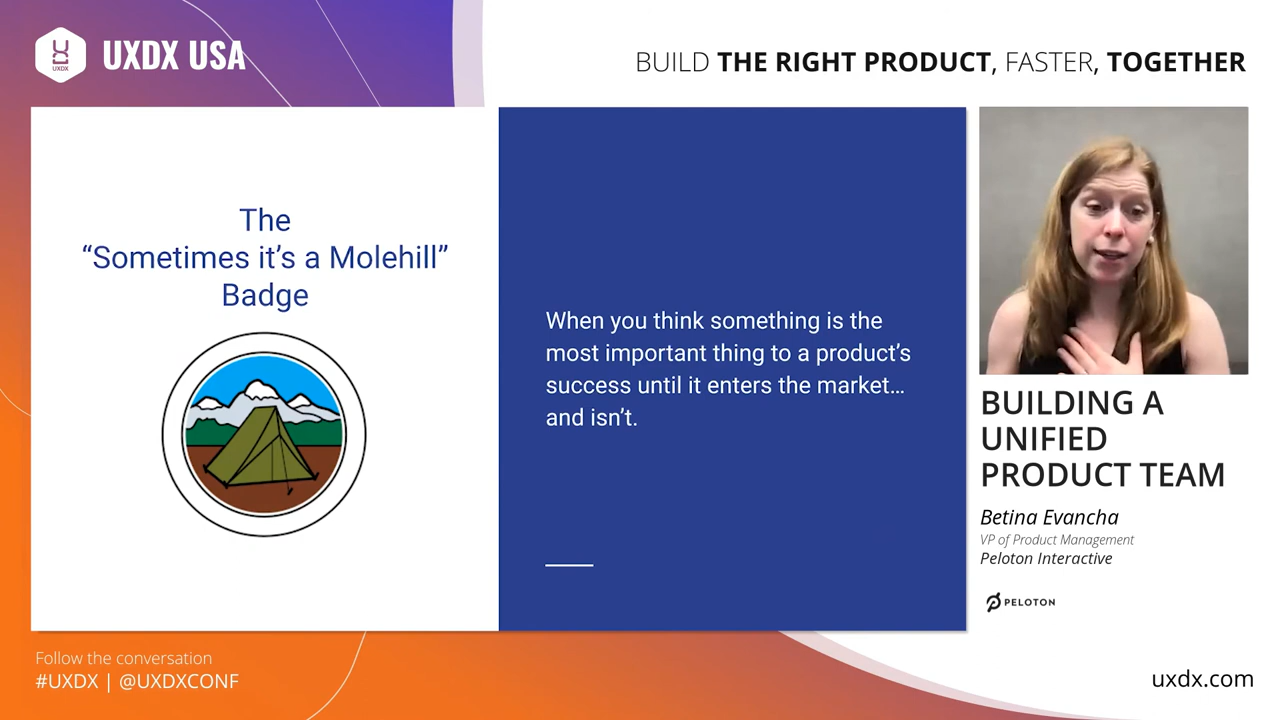 UXDX
UXDX USA
BUILD THE RIGHT PRODUCT, FASTER, TOGETHER
The
“Sometimes it’s a Molehill”
Badge
When you think something is the
most important thing to a product’s
success until it enters the market…
and isn’t.
BUILDING A
UNIFIED
PRODUCT TEAM
Betina Evancha
VP of Product Management
Peloton Interactive
PELOTON
Follow the conversation
#UXDX | @UXDXCONF
uxdx.com